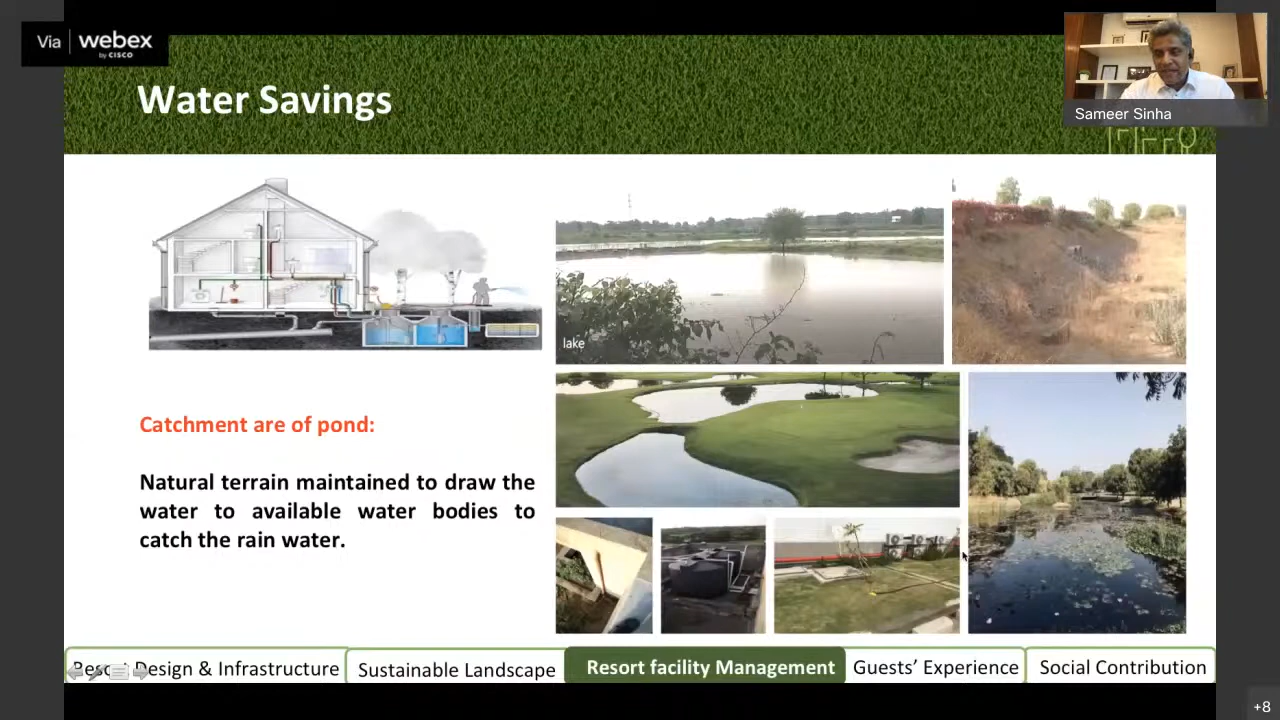 Via webex
by CISCO
Water Savings
Sameer Sinha
lake
Catchment are of pond:
Natural terrain maintained to draw the
water to available water bodies to
catch the rain water.
Resort Design & Infrastructure
Sustainable Landscape
Resort facility Management
Guests’ Experience
Social Contribution
+8